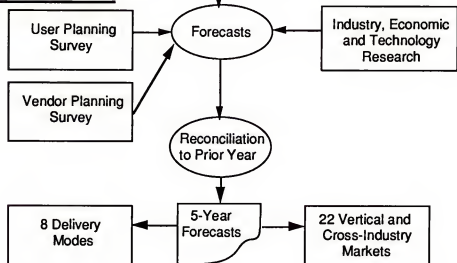 User Planning
Survey
Forecasts
Industry, Economic
and Technology
Research
Vendor Planning
Survey
Reconciliation
to Prior Year
8 Delivery
Modes
5-Year
Forecasts
22 Vertical and
Cross-Industry
Markets